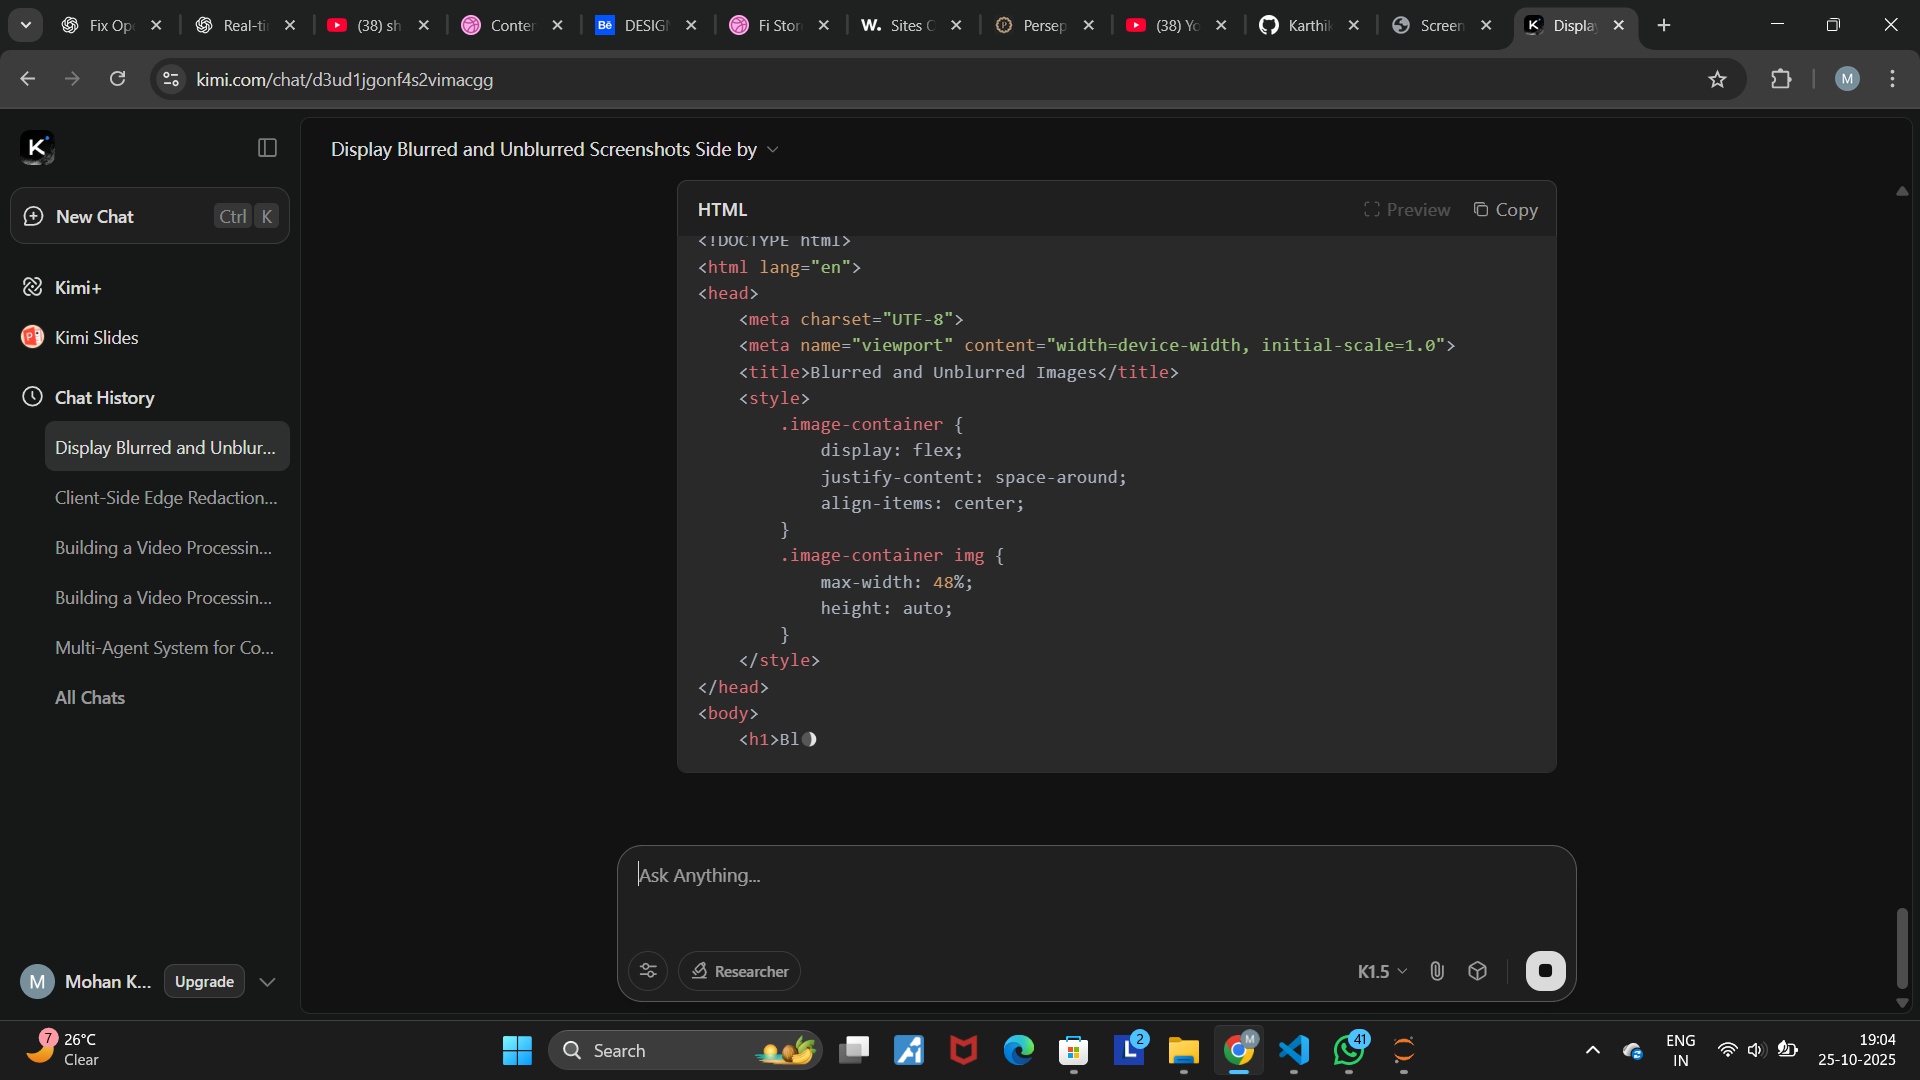 Fix Op
Real-ti
(38) sh
Conter
Bē
DESIG
Fi Stor
W.
Sites
Persep
(38) Yo
Karthik
Screen
Displa
kimi.com/chat/d3ud1jgonf4s2vimacgg
M
K
Display Blurred and Unblurred Screenshots Side by
New Chat
Ctrl K
Kimi+
Kimi Slides
Chat History
Display Blurred and Unblur...
Client-Side Edge Redaction...
Building a Video Processin...
Building a Video Processin...
Multi-Agent System for Co...
All Chats
M
Mohan K...
Upgrade
HTML
Preview
Copy
<!DOCTYPE html>
<html lang="en">
<head>
<meta charset="UTF-8">
<meta name="viewport" content="width=device-width, initial-scale=1.0">
<title>Blurred and Unblurred Images</title>
<style>
.image-container {
display: flex;
justify-content: space-around;
align-items: center;
}
.image-container img {
max-width: 48%;
height: auto;
}
</style>
</head>
<body>
<h1>Bl
Ask Anything...
Researcher
K1.5
7
26°C
Clear
Search
L
2
M
41
ENG
IN
19:04
25-10-2025